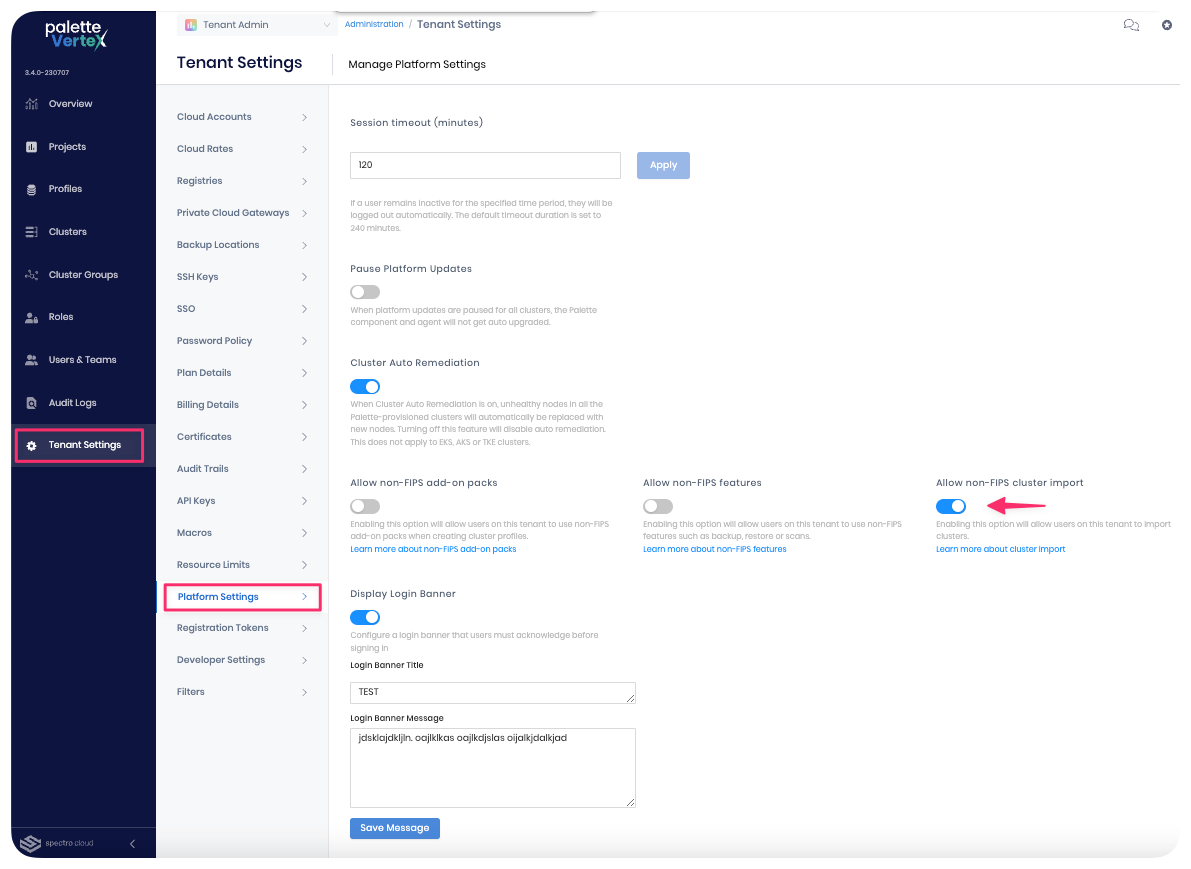 palette
VerteX
3.4.0-230707
Overview
Projects
Profiles
Clusters
Cluster Groups
Roles
Users & Teams
Audit Logs
Tenant Settings
spectro cloud
Tenant Admin
Administration / Tenant Settings
Tenant Settings
Manage Platform Settings
Cloud Accounts
Cloud Rates
Registries
Private Cloud Gateways
Backup Locations
SSH Keys
SSO
Password Policy
Plan Details
Billing Details
Certificates
Audit Trails
API Keys
Macros
Resource Limits
Platform Settings
Registration Tokens
Developer Settings
Filters
Session timeout (minutes)
120
Apply
If a user remains inactive for the specified time period, they will be
logged out automatically. The default timeout duration is set to
240 minutes.
Pause Platform Updates
When platform updates are paused for all clusters, the Palette
component and agent will not get auto upgraded.
Cluster Auto Remediation
When Cluster Auto Remediation is on, unhealthy nodes in all the
Palette-provisioned clusters will automatically be replaced with
new nodes. Turning off this feature will disable auto remediation.
This does not apply to EKS, AKS or TKE clusters.
Allow non-FIPS add-on packs
Enabling this option will allow users on this tenant to use non-FIPS
add-on packs when creating cluster profiles.
Learn more about non-FIPS add-on packs
Allow non-FIPS features
Enabling this option will allow users on this tenant to use non-FIPS
features such as backup, restore or scans.
Learn more about non-FIPS features
Allow non-FIPS cluster import
Enabling this option will allow users on this tenant to import
clusters.
Learn more about cluster import
Display Login Banner
Configure a login banner that users must acknowledge before
signing in
Login Banner Title
TEST
Login Banner Message
jdsklajdkljln. oajlklkas oajlkdjslas oijalkjdalkjad
Save Message